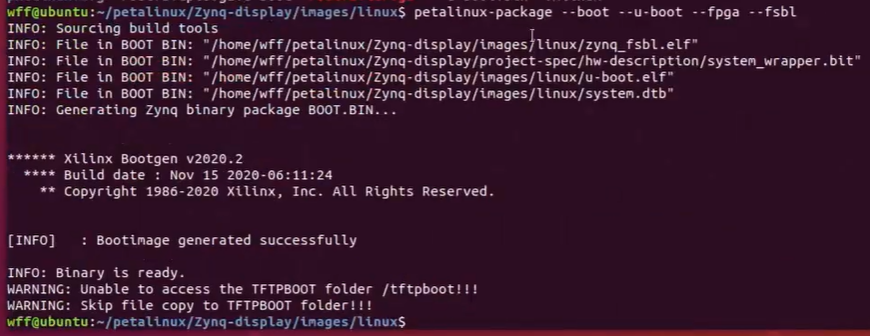 wff@ubuntu:~/petalinux/Zynq-display/images/linux$ petalinux-package --boot --u-boot --fpga --fsbl
INFO: Sourcing build tools
INFO: File in BOOT BIN: "/home/wff/petalinux/Zynq-display/images/linux/zynq_fsbl.elf"
INFO: File in BOOT BIN: "/home/wff/petalinux/Zynq-display/project-spec/hw-description/system_wrapper.bit"
INFO: File in BOOT BIN: "/home/wff/petalinux/Zynq-display/images/linux/u-boot.elf"
INFO: File in BOOT BIN: "/home/wff/petalinux/Zynq-display/images/linux/system.dtb"
INFO: Generating Zynq binary package BOOT.BIN...
****** Xilinx Bootgen v2020.2
**** Build date : Nov 15 2020-06:11:24
** Copyright 1986-2020 Xilinx, Inc. All Rights Reserved.
[INFO] : Bootimage generated successfully
INFO: Binary is ready.
WARNING: Unable to access the TFTPBOOT folder /tftpboot!!!
WARNING: Skip file copy to TFTPBOOT folder!!!
wff@ubuntu:~/petalinux/Zynq-display/images/linux$